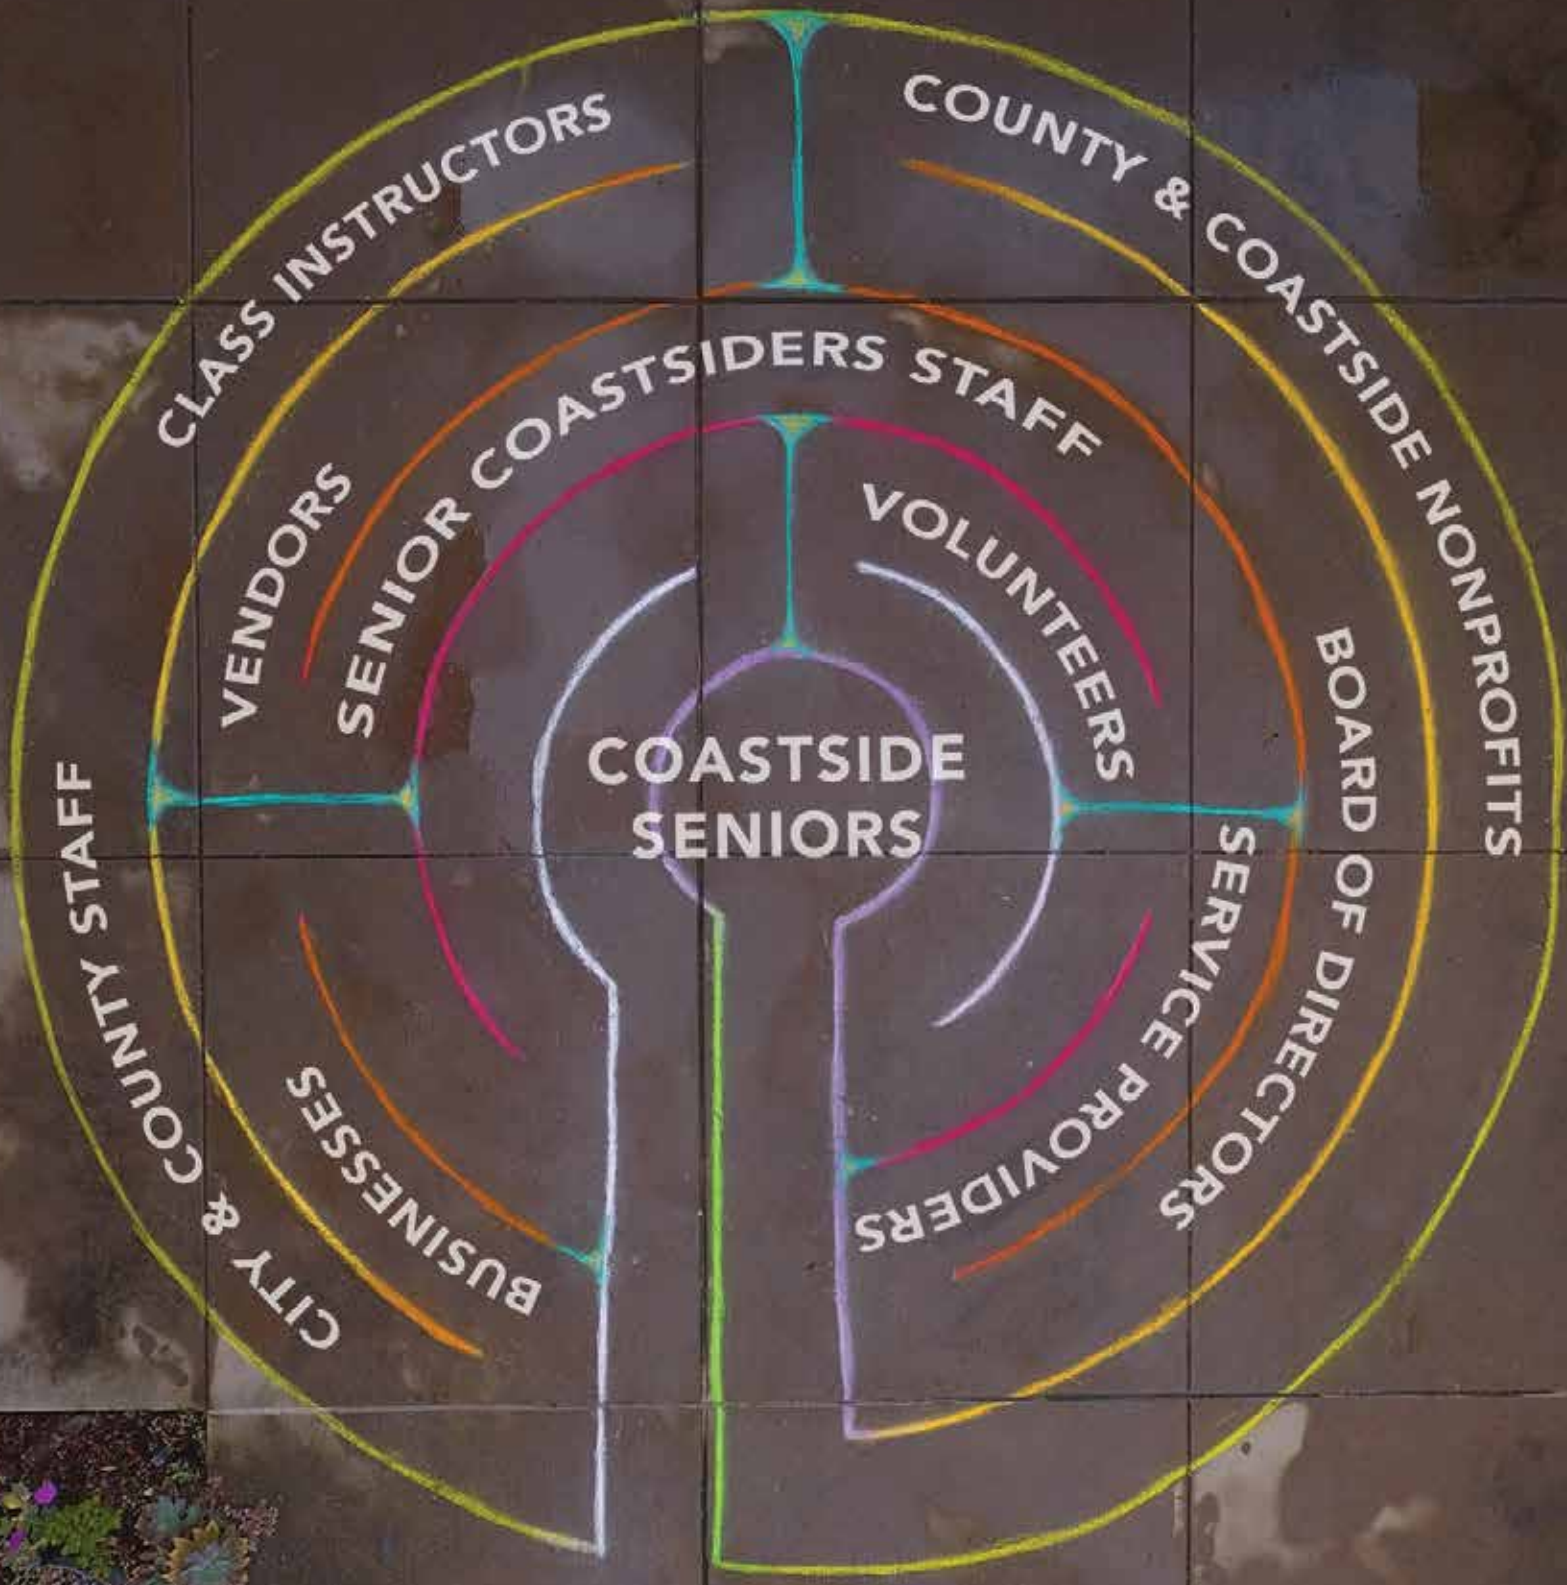 CLASS INSTRUCTORS
COUNTY & COASTSIDE NONPROFITS
SENIOR COASTSIDERS STAFF
VENDORS
VOLUNTEERS
COASTSIDE
SENIORS
BOARD OF DIRECTORS
SERVICE PROVIDERS
CITY & COUNTY STAFF
BUSINESSES